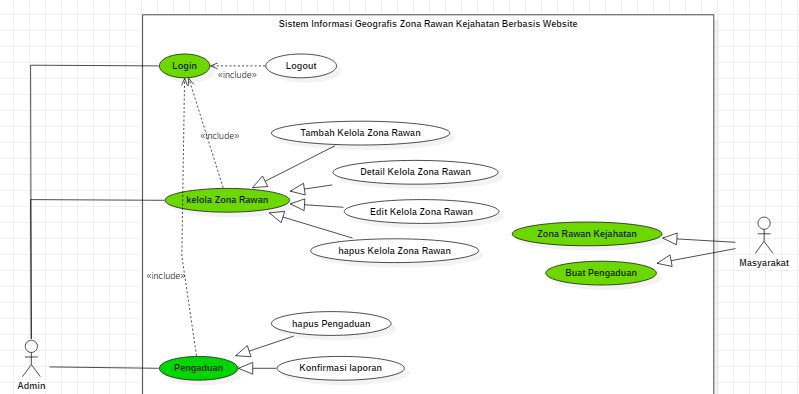 Sistem Informasi Geografis Zona Rawan Kejahatan Berbasis Website
Login
Logout
«include»
«include»
Tambah Kelola Zona Rawan
Detail Kelola Zona Rawan
kelola Zona Rawan
Edit Kelola Zona Rawan
hapus Kelola Zona Rawan
Zona Rawan Kejahatan
Buat Pengaduan
Masyarakat
«include»
hapus Pengaduan
Pengaduan
Konfirmasi laporan
Admin